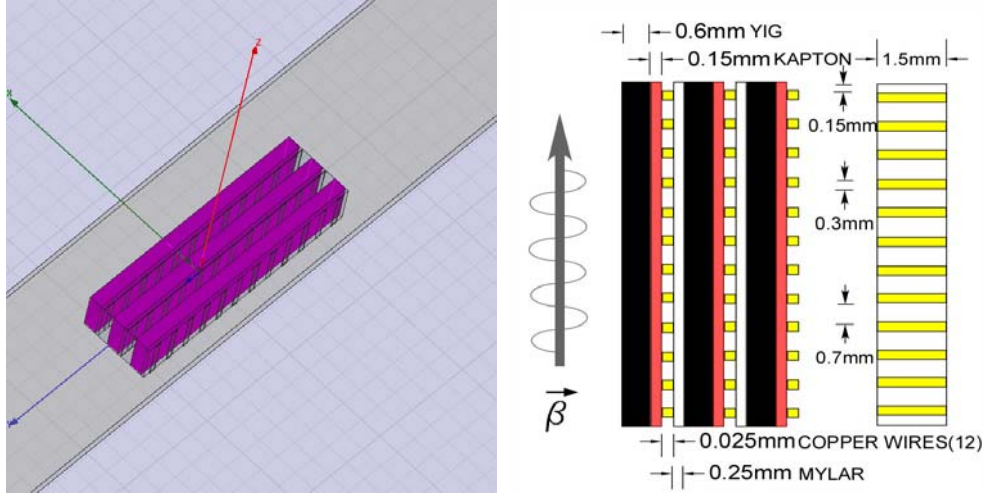 Z
X
0.6mm YIG
0.15mm KAPTON
1.5mm
0.15mm
0.3mm
0.7mm
β
0.025mm COPPER WIRES(12)
0.25mm MYLAR